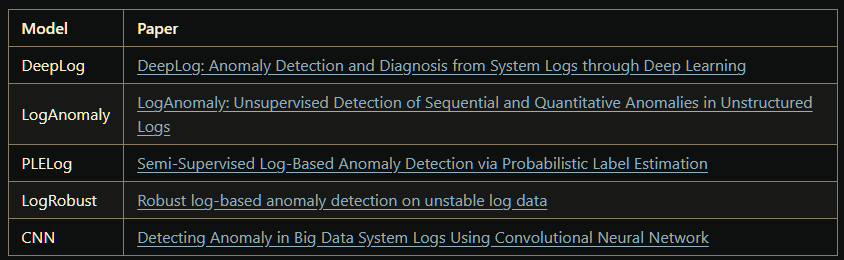 Model Paper
DeepLog DeepLog: Anomaly Detection and Diagnosis from System Logs through Deep Learning
LogAnomaly LogAnomaly: Unsupervised Detection of Sequential and Quantitative Anomalies in Unstructured
Logs
PLELog Semi-Supervised Log-Based Anomaly Detection via Probabilistic Label Estimation
LogRobust Robust log-based anomaly detection on unstable log data
CNN Detecting Anomaly in Big Data System Logs Using Convolutional Neural Network